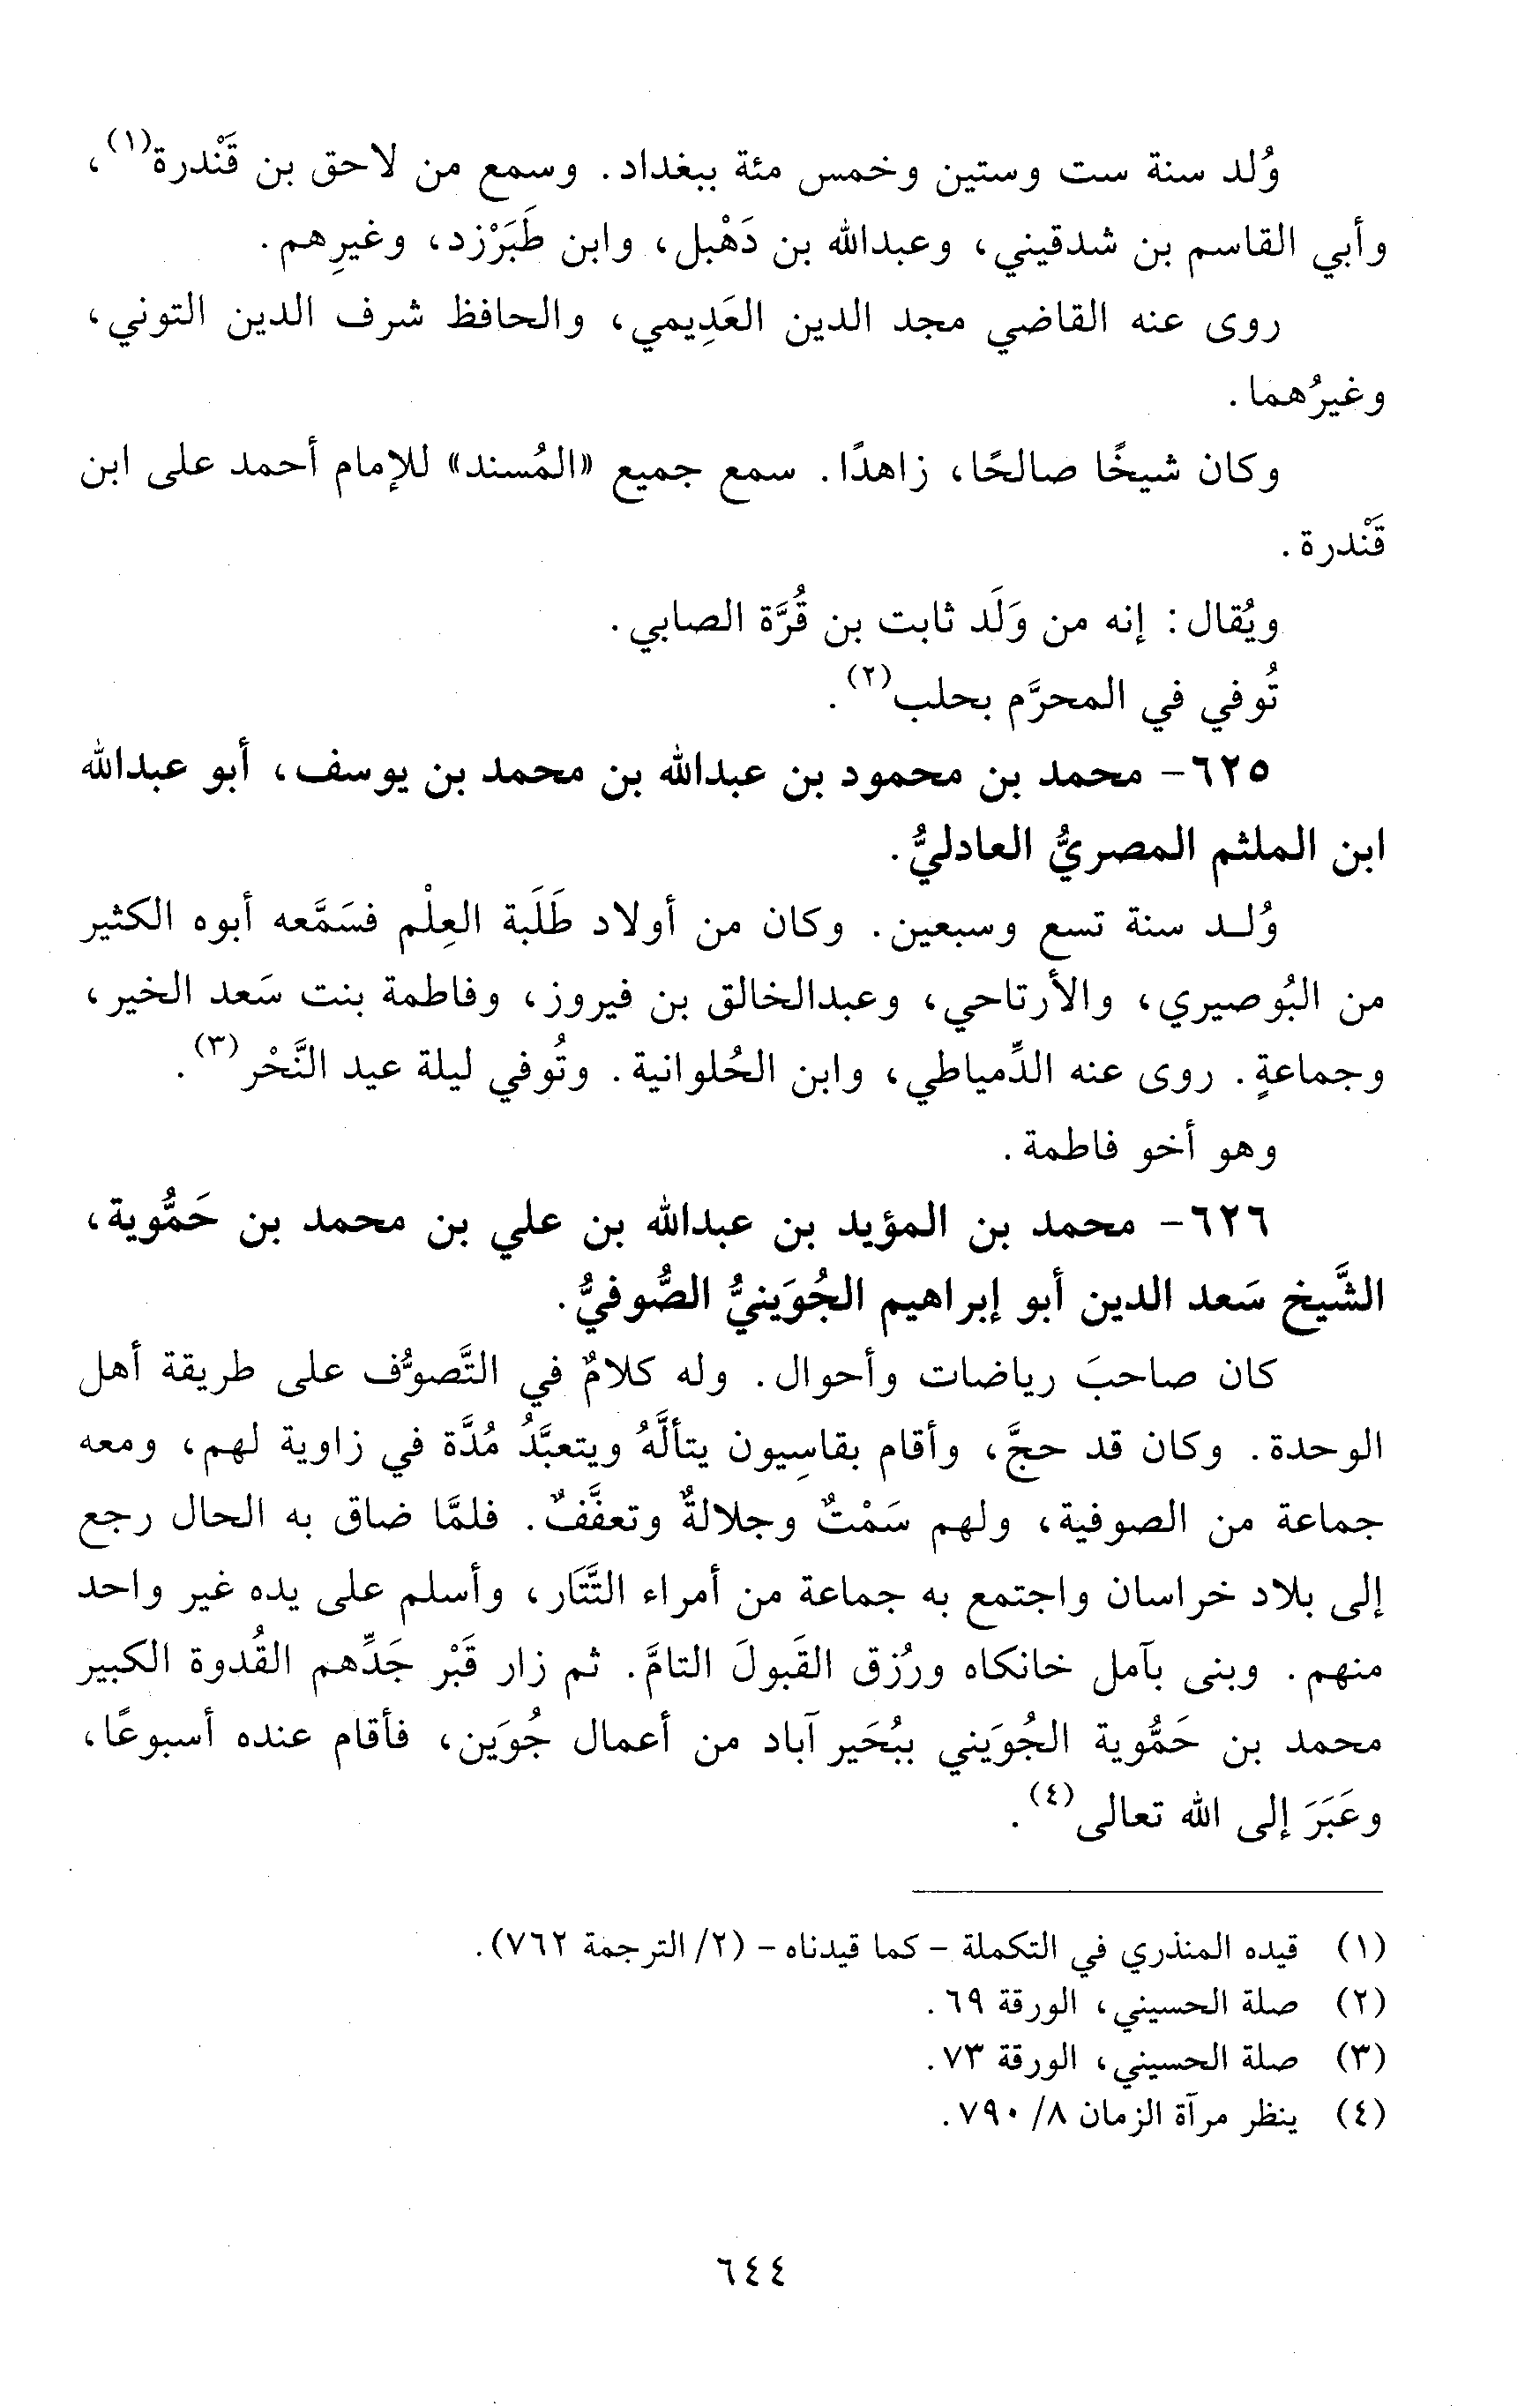 وُلد سنة ست وستين وخمس مئة ببغداد. وسمع من لاحق بن قَنْدرة(١)،
وأبي القاسم بن شدقيني، وعبدالله بن دَهْبل، وابن طَبَرْزد، وغيرِهم.
روى عنه القاضي مجد الدين العَدِيمي، والحافظ شرف الدين التوني،
وغيرُهما.
وكان شيخًا صالحًا، زاهدًا. سمع جميع «المُسند» للإمام أحمد على ابن
قَنْدرة.
ويُقال: إنه من وَلَد ثابت بن قُرَّة الصابي.
تُوفي في المحرَّم بحلب(٢).
٦٢٥- محمد بن محمود بن عبدالله بن محمد بن يوسف، أبو عبدالله
ابن الملثم المصريُّ العادليُّ.
وُلـد سنة تسع وسبعين. وكان من أولاد طَلَبة العِلْم فسَمَّعه أبوه الكثير
من البُوصيري، والأرتاحي، وعبدالخالق بن فيروز، وفاطمة بنت سَعد الخير،
وجماعةٍ. روى عنه الدِّمياطي، وابن الحُلوانية. وتُوفي ليلة عيد النَّحْر(٣).
وهو أخو فاطمة.
٦٢٦- محمد بن المؤيد بن عبدالله بن علي بن محمد بن حَمُّوية،
الشَّيخ سَعد الدين أبو إبراهيم الجُوَينيُّ الصُّوفيُّ.
كان صاحبَ رياضات وأحوال. وله كلامٌ في التَّصوُّف على طريقة أهل
الوحدة. وكان قد حجَّ، وأقام بقاسِيون يتألَّهُ ويتعبَّدُ مُدَّة في زاوية لهم، ومعه
جماعة من الصوفية، ولهم سَمْتٌ وجلالةٌ وتعفَّفٌ. فلمَّا ضاق به الحال رجع
إلى بلاد خراسان واجتمع به جماعة من أمراء التَّتَار، وأسلم على يده غير واحد
منهم. وبنى بآمل خانكاه ورُزق القَبولَ التامَّ. ثم زار قَبْر جَدِّهم القُدوة الكبير
محمد بن حَمُّوية الجُوَيني ببُحَير آباد من أعمال جُوَين، فأقام عنده أسبوعًا،
وعَبَرَ إلى الله تعالى(٤).
(١) قيده المنذري في التكملة - كما قيدناه - (٢/ الترجمة ٧٦٢).
(٢) صلة الحسيني، الورقة ٦٩.
(٣) صلة الحسيني، الورقة ٧٣.
(٤) ينظر مرآة الزمان ٨/ ٧٩٠.
٦٤٤